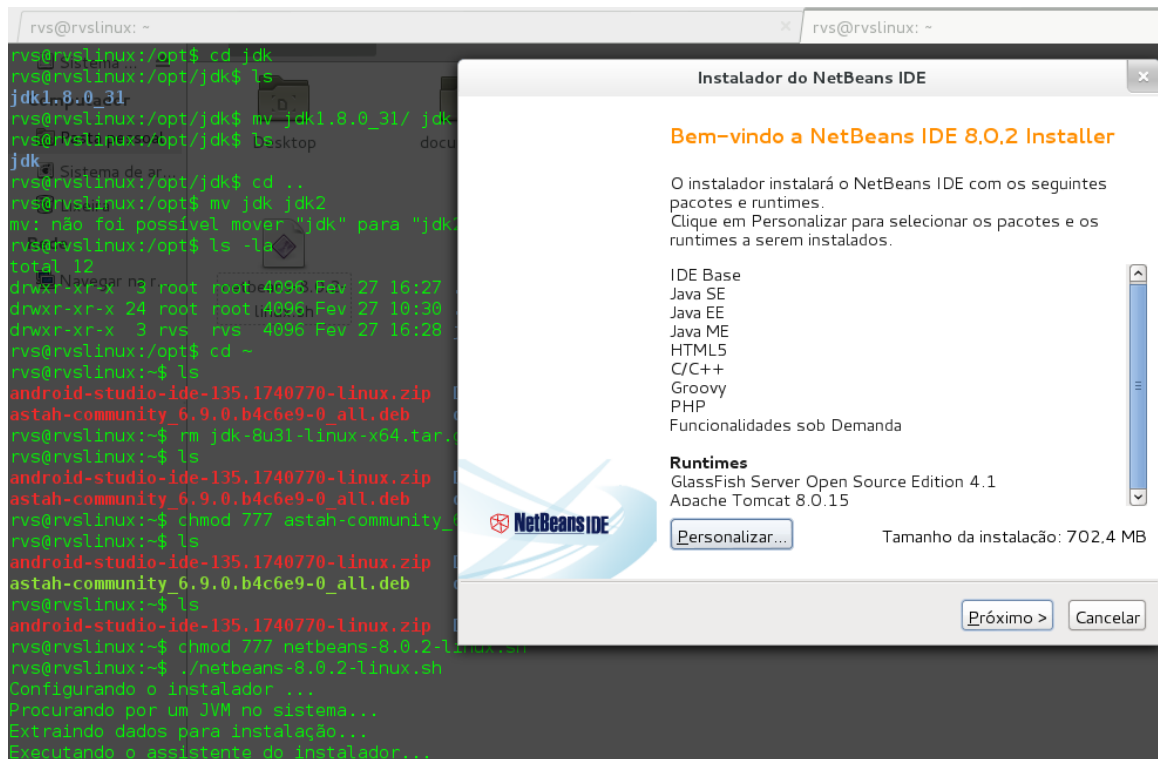 rvs@rvslinux: ~
rvs@rvslinux: ~
rvs@rvslinux:/opt$ cd jdk
rvs@rvslinux:/opt/jdk$ ls
jdk1.8.0_31
rvs@rvslinux:/opt/jdk$ mv jdk1.8.0_31/ jdk
rvs@rvslinux:/opt/jdk$ ls
jdk
rvs@rvslinux:/opt/jdk$ cd ..
rvs@rvslinux:/opt$ mv jdk jdk2
mv: não foi possível mover "jdk" para "jdk2
rvs@rvslinux:/opt$ ls -la
total 12
drwxr-xr-x  3 root root 4096 Fev 27 16:27
drwxr-xr-x 24 root root 4096 Fev 27 10:30
drwxr-xr-x  3 rvs  rvs  4096 Fev 27 16:28
rvs@rvslinux:/opt$ cd ~
rvs@rvslinux:~$ ls
android-studio-ide-135.1740770-linux.zip
astah-community_6.9.0.b4c6e9-0_all.deb
rvs@rvslinux:~$ rm jdk-8u31-linux-x64.tar.g
rvs@rvslinux:~$ ls
android-studio-ide-135.1740770-linux.zip
astah-community_6.9.0.b4c6e9-0_all.deb
rvs@rvslinux:~$ chmod 777 astah-community_6
rvs@rvslinux:~$ ls
android-studio-ide-135.1740770-linux.zip
astah-community_6.9.0.b4c6e9-0_all.deb
rvs@rvslinux:~$ ls
android-studio-ide-135.1740770-linux.zip
rvs@rvslinux:~$ chmod 777 netbeans-8.0.2-linux.sh
rvs@rvslinux:~$ ./netbeans-8.0.2-linux.sh
Configurando o instalador ...
Procurando por um JVM no sistema...
Extraindo dados para instalação...
Executando o assistente do instalador...
Sistema ...
Desktop
docu
Sistema de ar...
Navegar na r...
Instalador do NetBeans IDE
Bem-vindo a NetBeans IDE 8.0.2 Installer
O instalador instalará o NetBeans IDE com os seguintes
pacotes e runtimes.
Clique em Personalizar para selecionar os pacotes e os
runtimes a serem instalados.
IDE Base
Java SE
Java EE
Java ME
HTML5
C/C++
Groovy
PHP
Funcionalidades sob Demanda
Runtimes
GlassFish Server Open Source Edition 4.1
Apache Tomcat 8.0.15
NetBeans IDE
Personalizar...
Tamanho da instalação: 702,4 MB
Próximo >
Cancelar